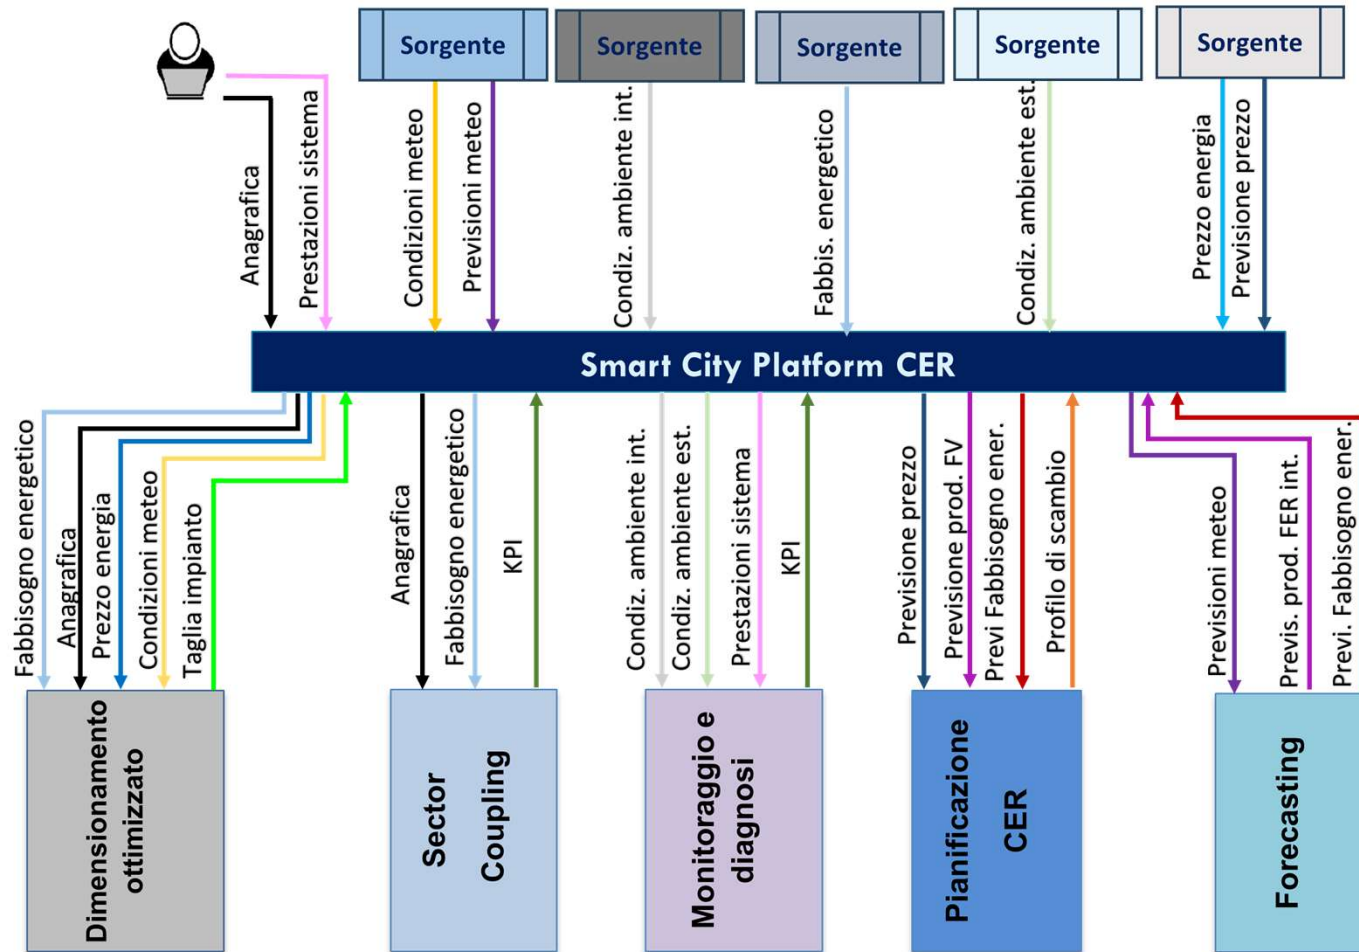 Sorgente
Sorgente
Sorgente
Sorgente
Sorgente
Anagrafica
Prestazioni sistema
Condizioni meteo
Previsioni meteo
Condiz. ambiente int.
Fabbis. energetico
Condiz. ambiente est.
Prezzo energia
Previsione prezzo
Smart City Platform CER
Fabbisogno energetico
Anagrafica
Prezzo energia
Condizioni meteo
Taglia impianto
Anagrafica
Fabbisogno energetico
KPI
Condiz. ambiente int.
Condiz. ambiente est.
Prestazioni sistema
KPI
Previsione prezzo
Previsione prod. FV
Previ Fabbisogno ener.
Profilo di scambio
Previsioni meteo
Previs. prod. FER int.
Previ. Fabbisogno ener.
Dimensionamento
ottimizzato
Sector
Coupling
Monitoraggio e
diagnosi
Pianificazione
CER
Forecasting